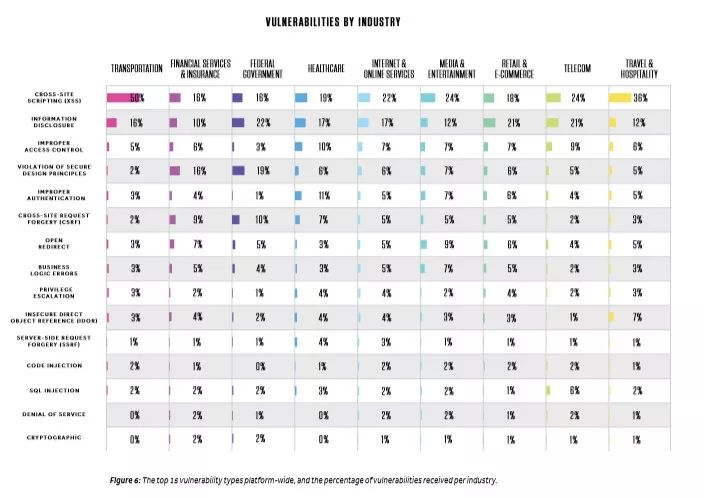 VULNERABILITIES BY INDUSTRY
TRANSPORTATION FINANCIAL SERVICES & INSURANCE FEDERAL GOVERNMENT HEALTHCARE INTERNET & ONLINE SERVICES MEDIA & ENTERTAINMENT RETAIL & E-COMMERCE TELECOM TRAVEL & HOSPITALITY
CROSS-SITE SCRIPTING (XSS) 50% 16% 16% 19% 22% 24% 18% 24% 36%
INFORMATION DISCLOSURE 16% 10% 22% 17% 17% 12% 21% 21% 12%
IMPROPER ACCESS CONTROL 5% 6% 3% 10% 7% 7% 7% 9% 6%
VIOLATION OF SECURE DESIGN PRINCIPLES 2% 16% 19% 6% 6% 7% 6% 5% 5%
IMPROPER AUTHENTICATION 3% 4% 1% 11% 5% 7% 6% 4% 5%
CROSS-SITE REQUEST FORGERY (CSRF) 2% 9% 10% 7% 5% 5% 5% 2% 3%
OPEN REDIRECT 3% 7% 5% 3% 5% 9% 6% 4% 5%
BUSINESS LOGIC ERRORS 3% 5% 4% 3% 5% 7% 5% 2% 3%
PRIVILEGE ESCALATION 3% 2% 1% 4% 4% 2% 4% 2% 3%
INSECURE DIRECT OBJECT REFERENCE (IDOR) 3% 4% 2% 4% 4% 3% 3% 1% 7%
SERVER-SIDE REQUEST FORGERY (SSRF) 1% 1% 1% 4% 3% 1% 1% 1% 1%
CODE INJECTION 2% 1% 0% 1% 2% 2% 2% 2% 1%
SQL INJECTION 2% 2% 2% 3% 2% 2% 1% 6% 2%
DENIAL OF SERVICE 0% 2% 1% 0% 2% 2% 1% 2% 1%
CRYPTOGRAPHIC 0% 2% 2% 0% 1% 1% 1% 1% 1%
Figure 6: The top 15 vulnerability types platform-wide, and the percentage of vulnerabilities received per industry.